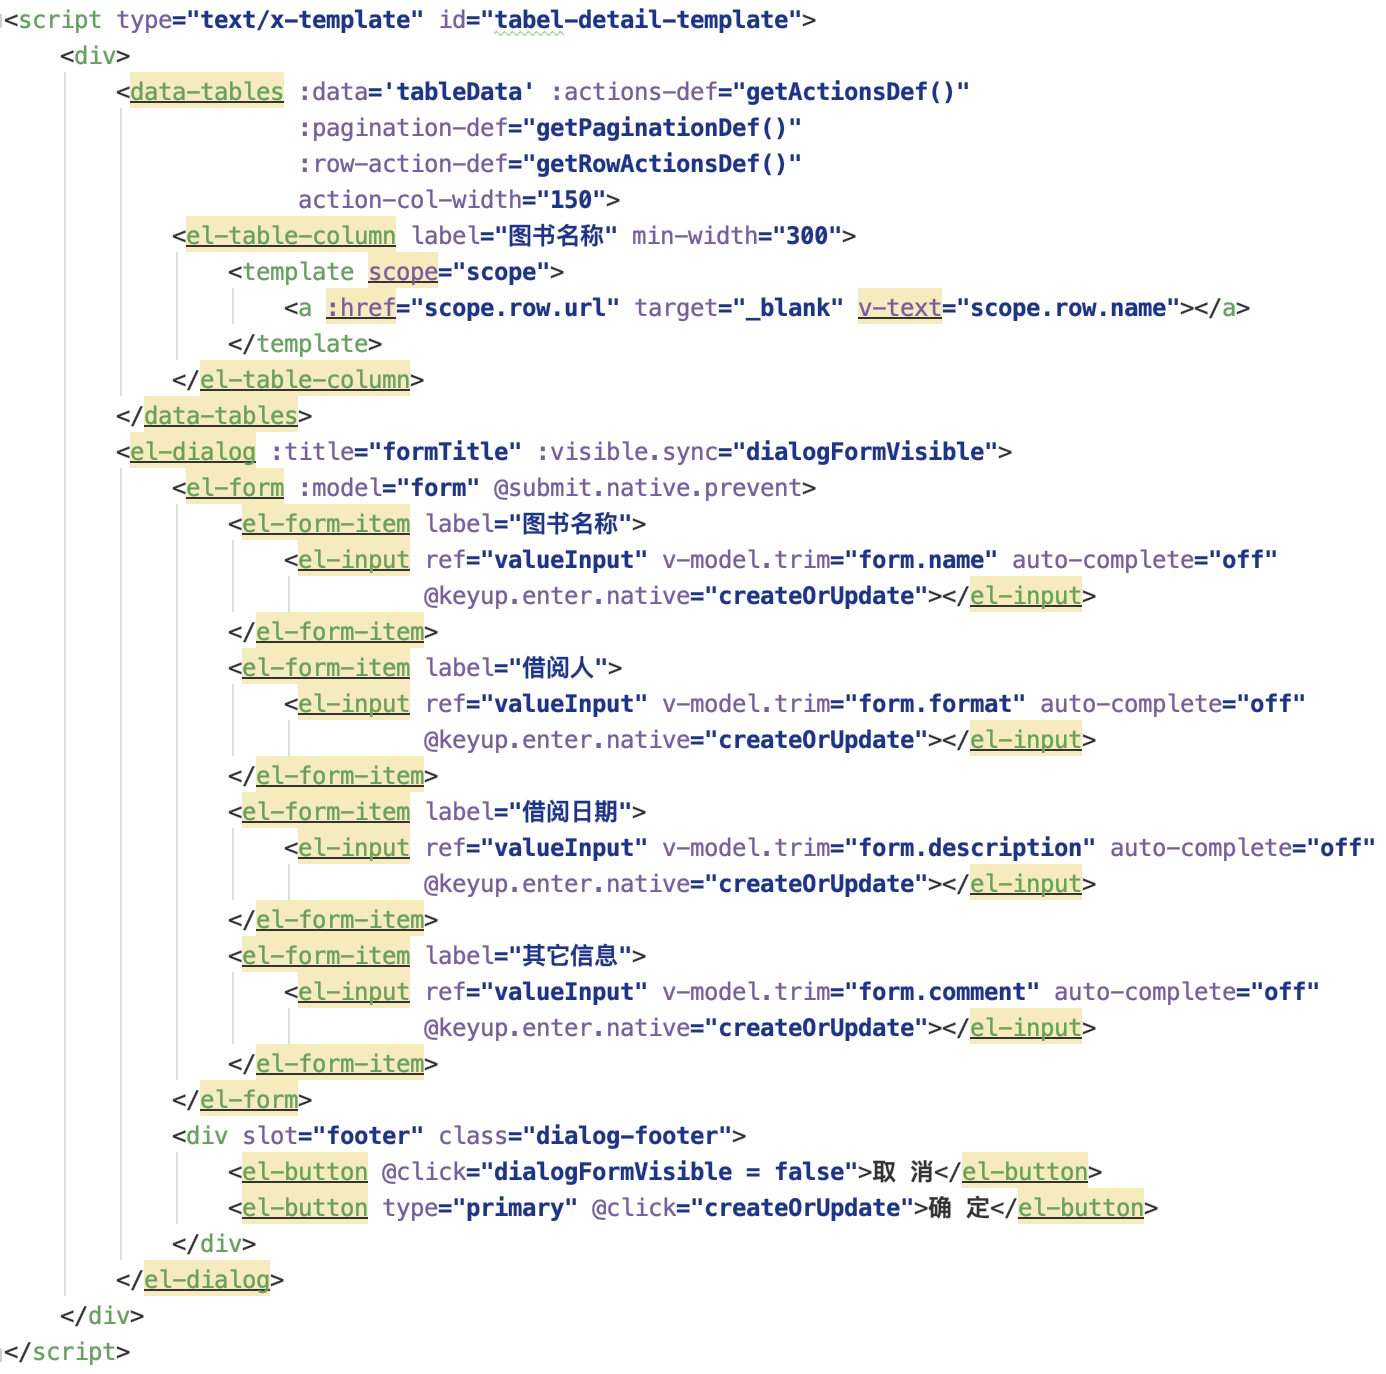 <script type="text/x-template" id="tabel-detail-template">
<div>
<data-tables :data='tableData' :actions-def="getActionsDef()"
:pagination-def="getPaginationDef()"
:row-action-def="getRowActionsDef()"
action-col-width="150">
<el-table-column label="图书名称" min-width="300">
<template scope="scope">
<a :href="scope.row.url" target="_blank" v-text="scope.row.name"></a>
</template>
</el-table-column>
</data-tables>
<el-dialog :title="formTitle" :visible.sync="dialogFormVisible">
<el-form :model="form" @submit.native.prevent>
<el-form-item label="图书名称">
<el-input ref="valueInput" v-model.trim="form.name" auto-complete="off"
@keyup.enter.native="createOrUpdate"></el-input>
</el-form-item>
<el-form-item label="借阅人">
<el-input ref="valueInput" v-model.trim="form.format" auto-complete="off"
@keyup.enter.native="createOrUpdate"></el-input>
</el-form-item>
<el-form-item label="借阅日期">
<el-input ref="valueInput" v-model.trim="form.description" auto-complete="off"
@keyup.enter.native="createOrUpdate"></el-input>
</el-form-item>
<el-form-item label="其它信息">
<el-input ref="valueInput" v-model.trim="form.comment" auto-complete="off"
@keyup.enter.native="createOrUpdate"></el-input>
</el-form-item>
</el-form>
<div slot="footer" class="dialog-footer">
<el-button @click="dialogFormVisible = false">取 消</el-button>
<el-button type="primary" @click="createOrUpdate">确 定</el-button>
</div>
</el-dialog>
</div>
</script>